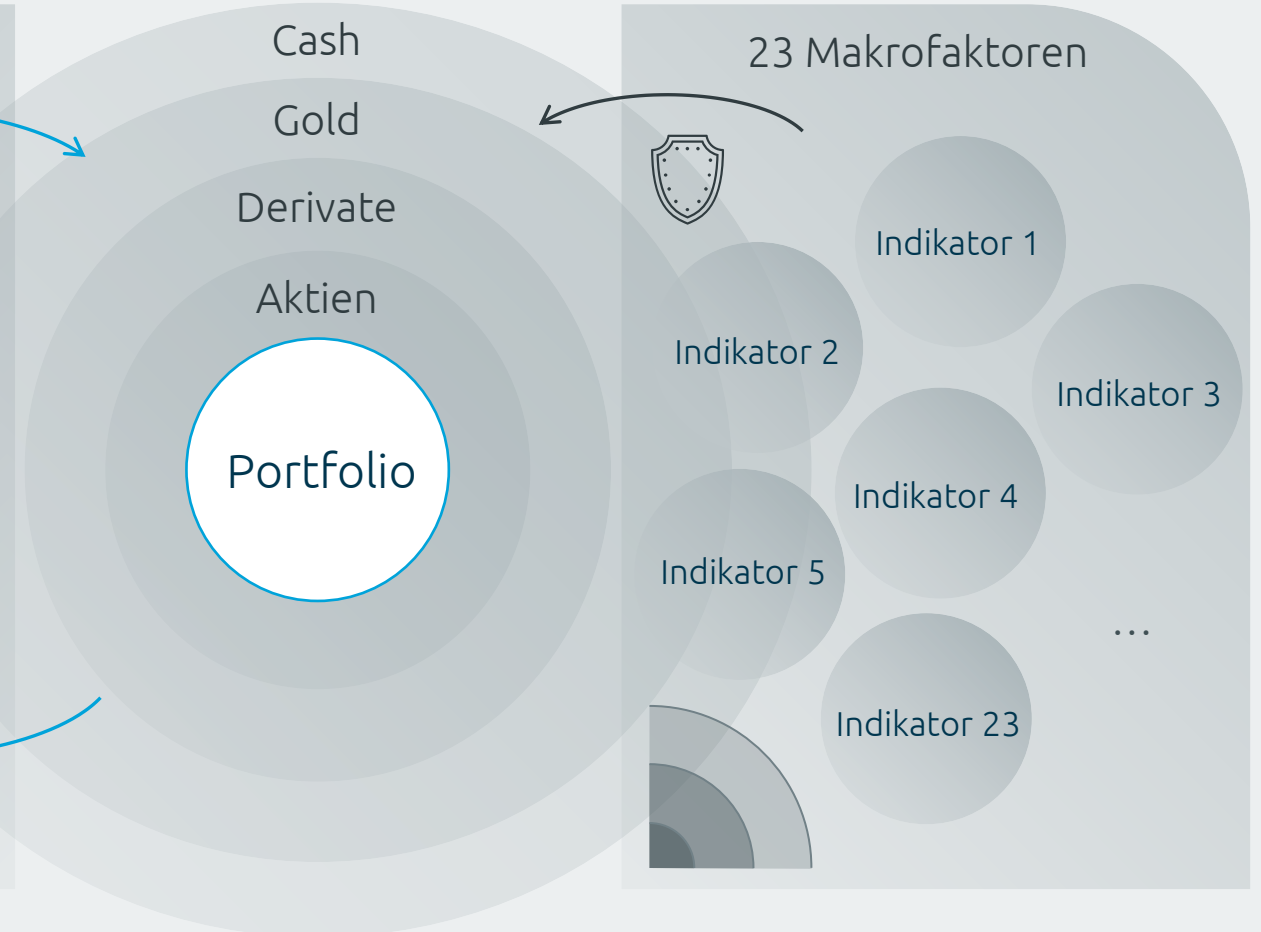 Cash
Gold
Derivate
Aktien
Portfolio
23 Makrofaktoren
Indikator 1
Indikator 2
Indikator 3
Indikator 4
Indikator 5
...
Indikator 23